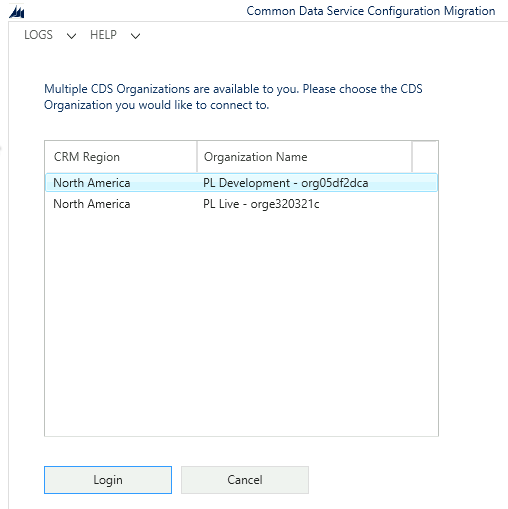 Common Data Service Configuration Migration
LOGS HELP
Multiple CDS Organizations are available to you. Please choose the CDS
Organization you would like to connect to.
CRM Region Organization Name
North America PL Development - org05df2dca
North America PL Live - orge320321c
Login Cancel